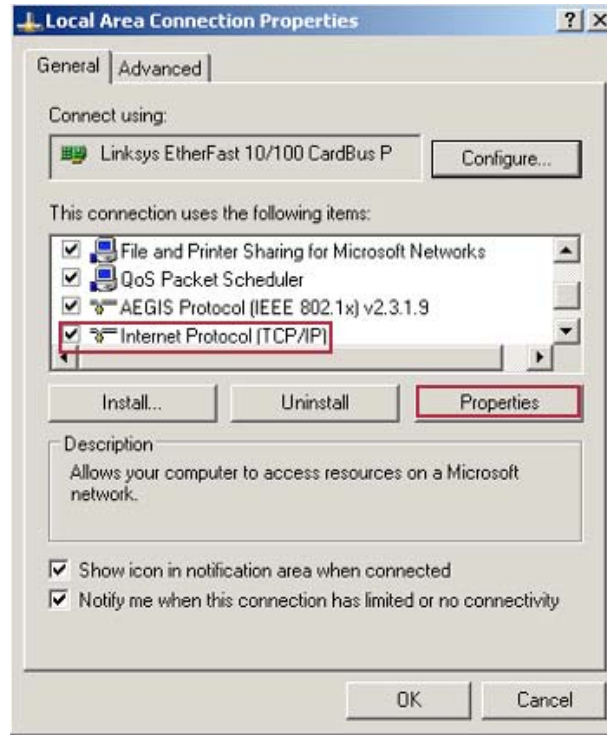 Local Area Connection Properties
General
Advanced
Connect using:
Linksys EtherFast 10/100 CardBus P
Configure...
This connection uses the following items:
File and Printer Sharing for Microsoft Networks
QoS Packet Scheduler
AEGIS Protocol (IEEE 802.1x) v2.3.1.9
Internet Protocol (TCP/IP)
Install...
Uninstall
Properties
Description
Allows your computer to access resources on a Microsoft
network.
Show icon in notification area when connected
Notify me when this connection has limited or no connectivity
OK
Cancel